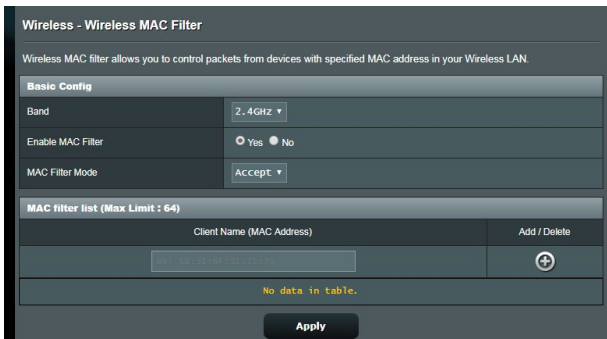 Wireless - Wireless MAC Filter
Wireless MAC filter allows you to control packets from devices with specified MAC address in your Wireless LAN.
Basic Config
Band
2.4GHz
Enable MAC Filter
Yes No
MAC Filter Mode
Accept
MAC filter list (Max Limit : 64)
Client Name (MAC Address)
Add / Delete
No data in table.
Apply